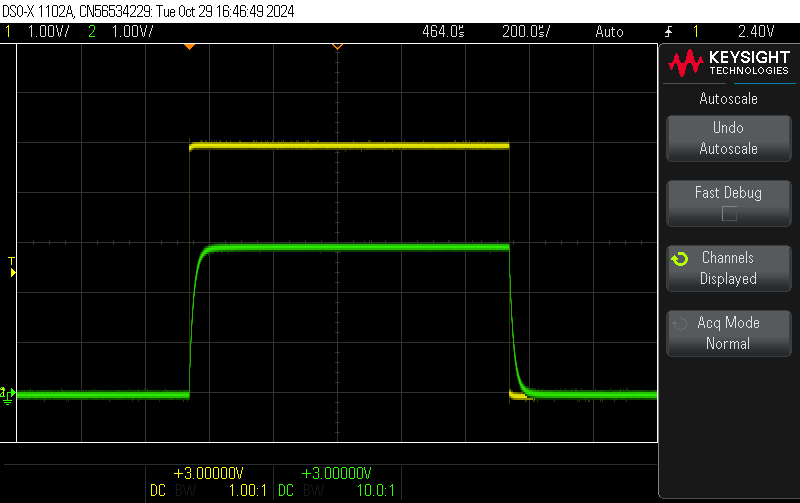 DSO-X 1102A, CN56534229: Tue Oct 29 16:46:49 2024
1 1.00V/ 2 1.00V/ 464.0s 200.0s/ Auto 1 2.40V
KEYSIGHT
TECHNOLOGIES
Autoscale
Undo
Autoscale
Fast Debug
Channels
Displayed
Acq Mode
Normal
T
+3.00000V +3.00000V
DC BW 1.00:1 DC BW 10.0:1